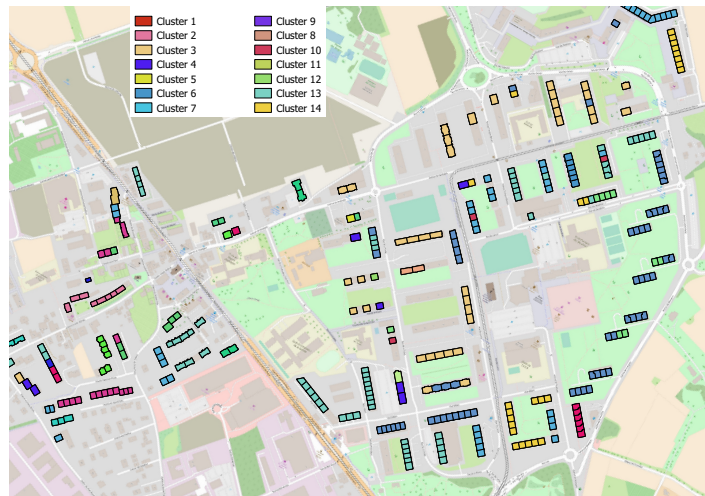 Cluster 1
Cluster 2
Cluster 3
Cluster 4
Cluster 5
Cluster 6
Cluster 7
Cluster 9
Cluster 8
Cluster 10
Cluster 11
Cluster 12
Cluster 13
Cluster 14